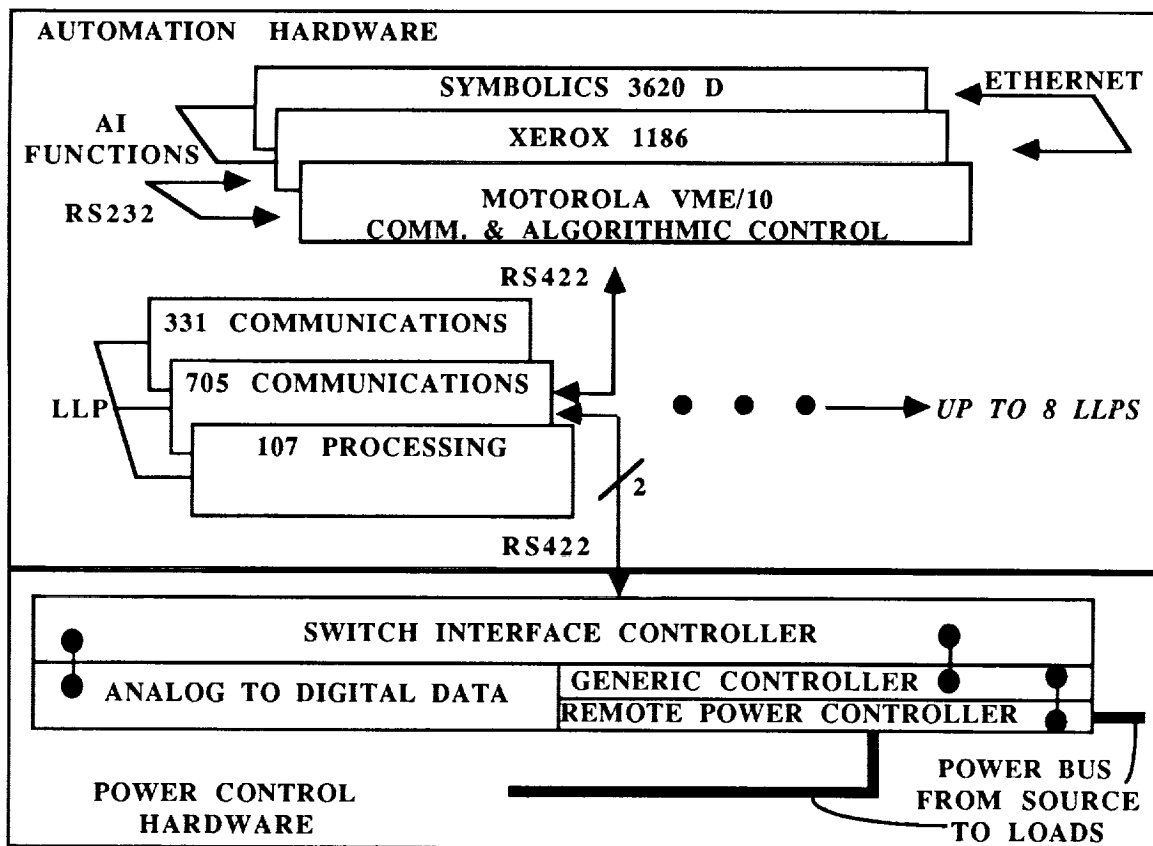 AUTOMATION HARDWARE
SYMBOLICS 3620 D
ETHERNET
AI
FUNCTIONS
XEROX 1186
RS232
MOTOROLA VME/10
COMM. & ALGORITHMIC CONTROL
RS422
331 COMMUNICATIONS
705 COMMUNICATIONS
LLP
UP TO 8 LLPS
107 PROCESSING
2
RS422
SWITCH INTERFACE CONTROLLER
ANALOG TO DIGITAL DATA
GENERIC CONTROLLER
REMOTE POWER CONTROLLER
POWER CONTROL
HARDWARE
POWER BUS
FROM SOURCE
TO LOADS